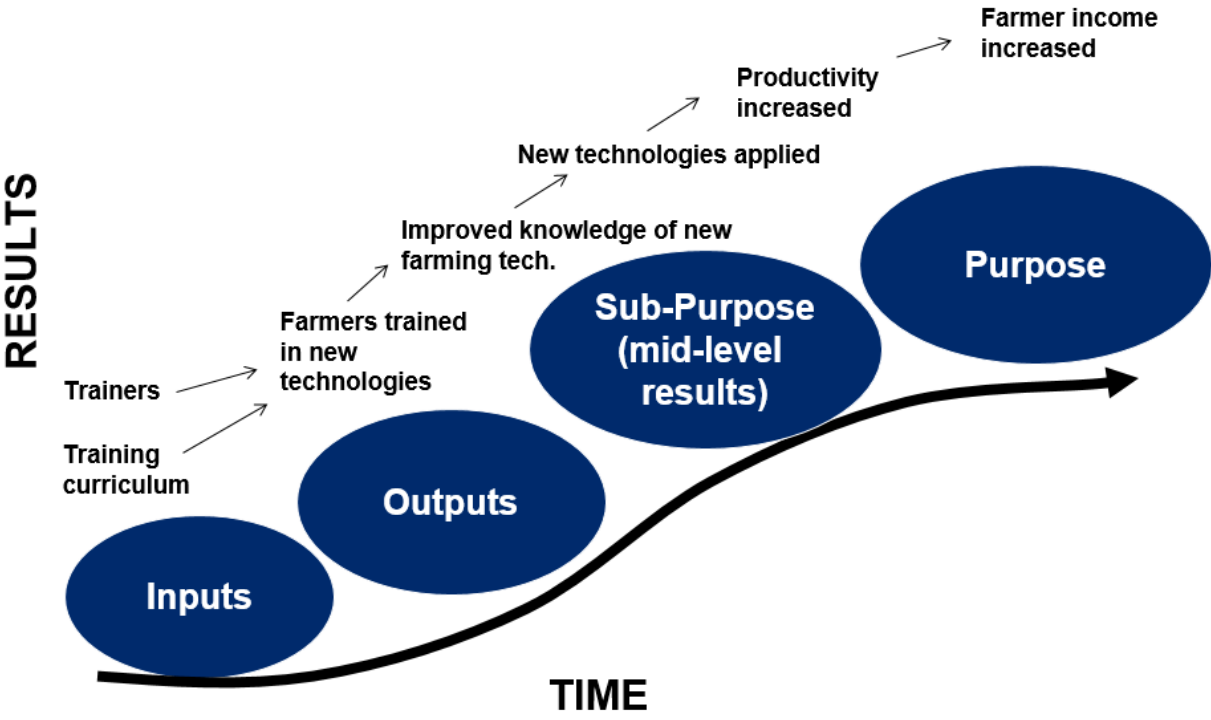 Farmer income
increased
Productivity
increased
New technologies applied
Improved knowledge of new
farming tech.
Farmers trained
in new
technologies
Trainers
Training
curriculum
RESULTS
Purpose
Sub-Purpose
(mid-level
results)
Outputs
Inputs
TIME